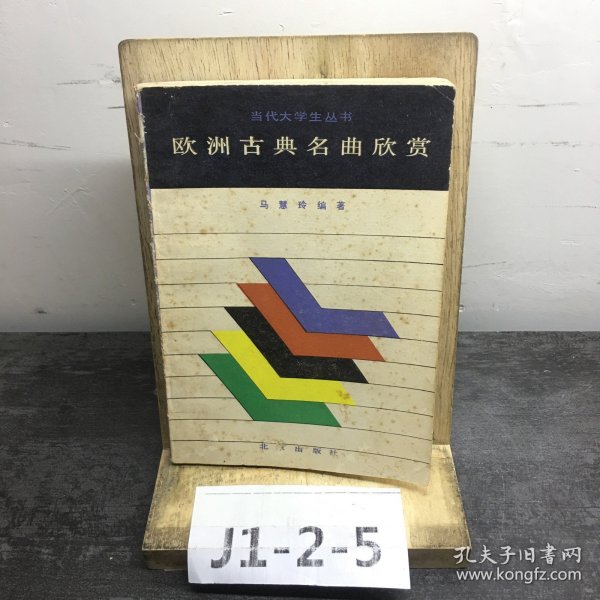 当代大学生丛书
欧洲古典名曲欣赏
马慧玲编著
北京出版社
J1-2-5
孔夫子旧书网
www.kongfz.com